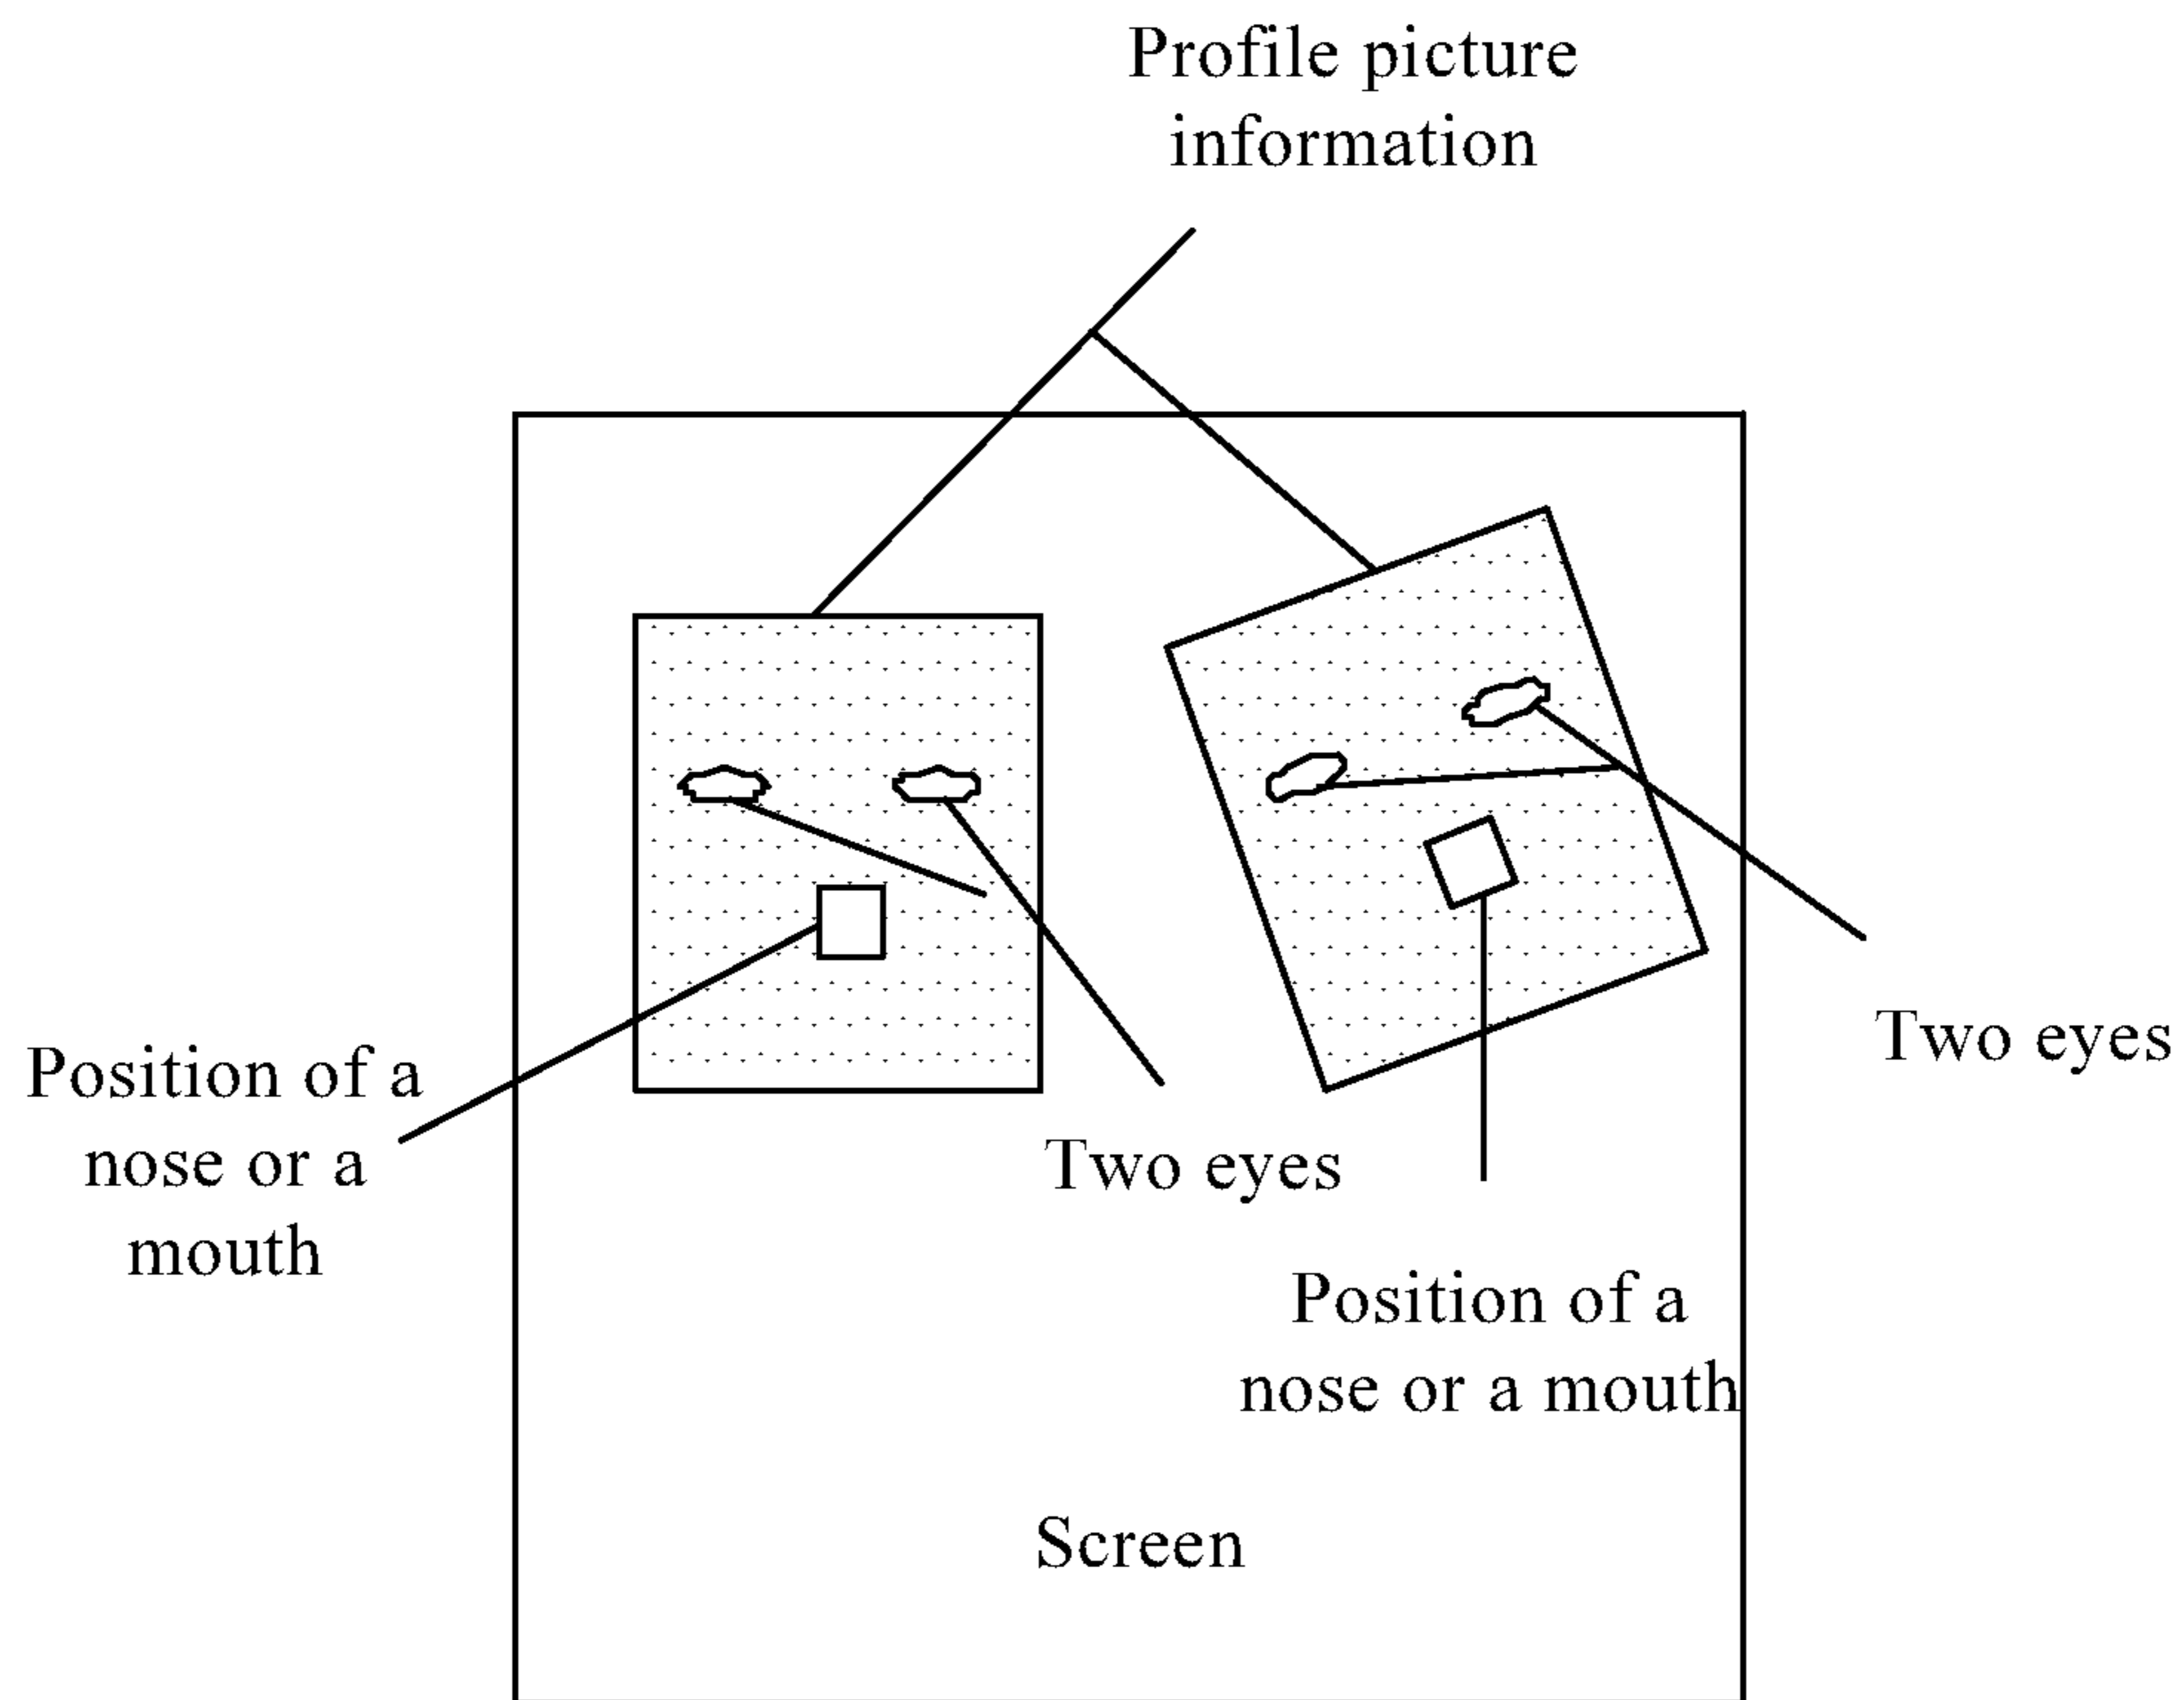 Profile picture
information
Position of a
nose or a
mouth
Two eyes
Two eyes
Position of a
nose or a mouth
Screen